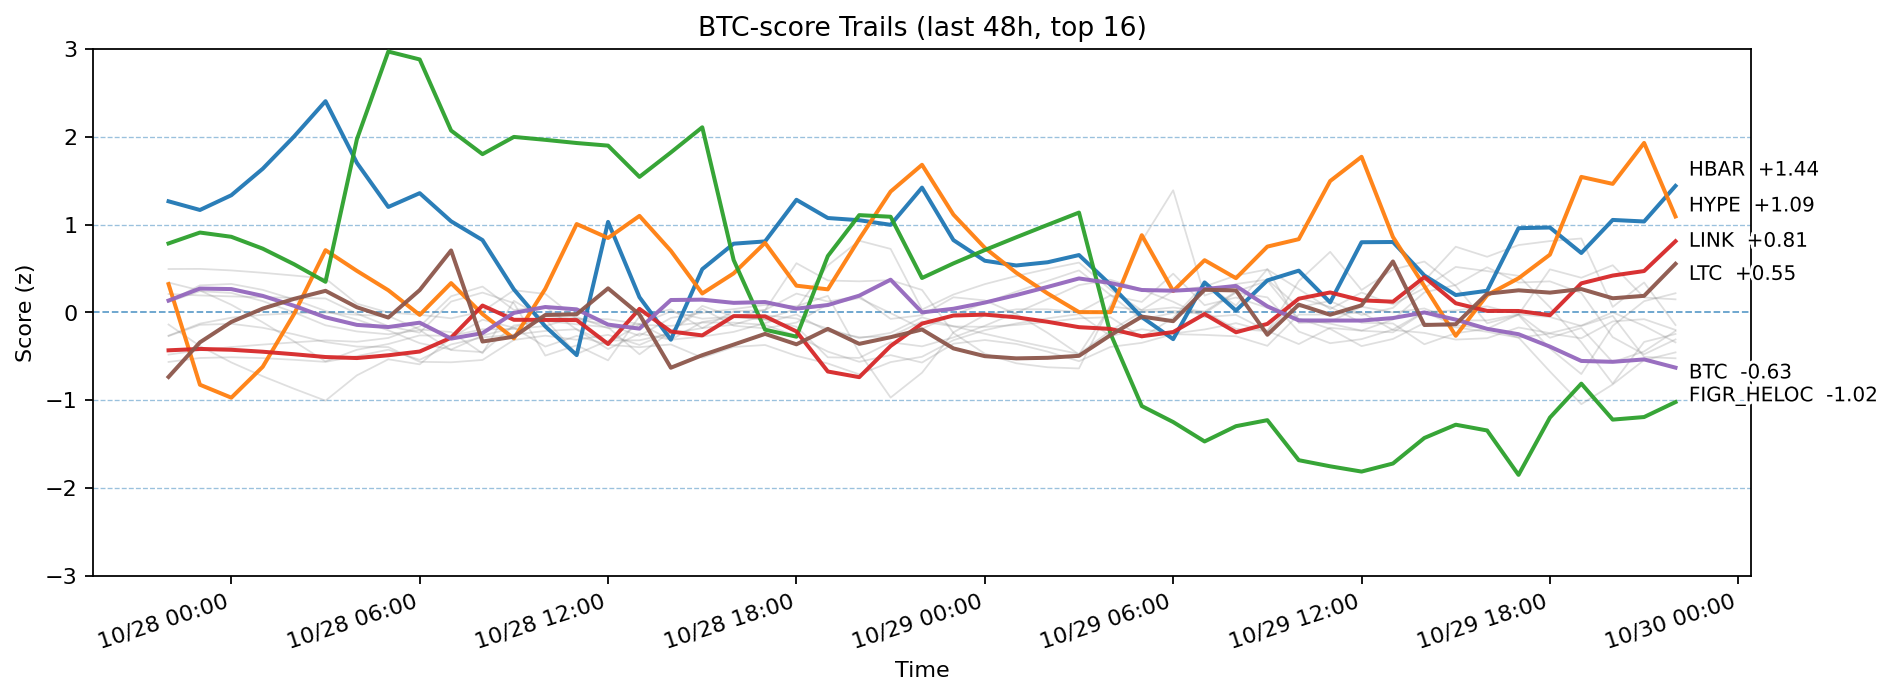 BTC-score Trails (last 48h, top 16)
Score (z)
3
2
1
0
−1
−2
−3
HBAR +1.44
HYPE +1.09
LINK +0.81
LTC +0.55
BTC -0.63
FIGR_HELOC -1.02
10/28 00:00
10/28 06:00
10/28 12:00
10/28 18:00
10/29 00:00
10/29 06:00
10/29 12:00
10/29 18:00
10/30 00:00
Time